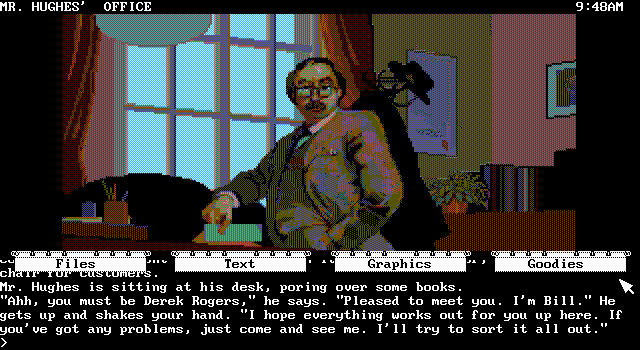 MR. HUGHES' OFFICE 9:48AM
Files Text Graphics Goodies
chair for customers.
Mr. Hughes is sitting at his desk, poring over some books.
"Ahh, you must be Derek Rogers," he says. "Pleased to meet you. I'm Bill." He
gets up and shakes your hand. "I hope everything works out for you up here. If
you've got any problems, just come and see me. I'll try to sort it all out."
>